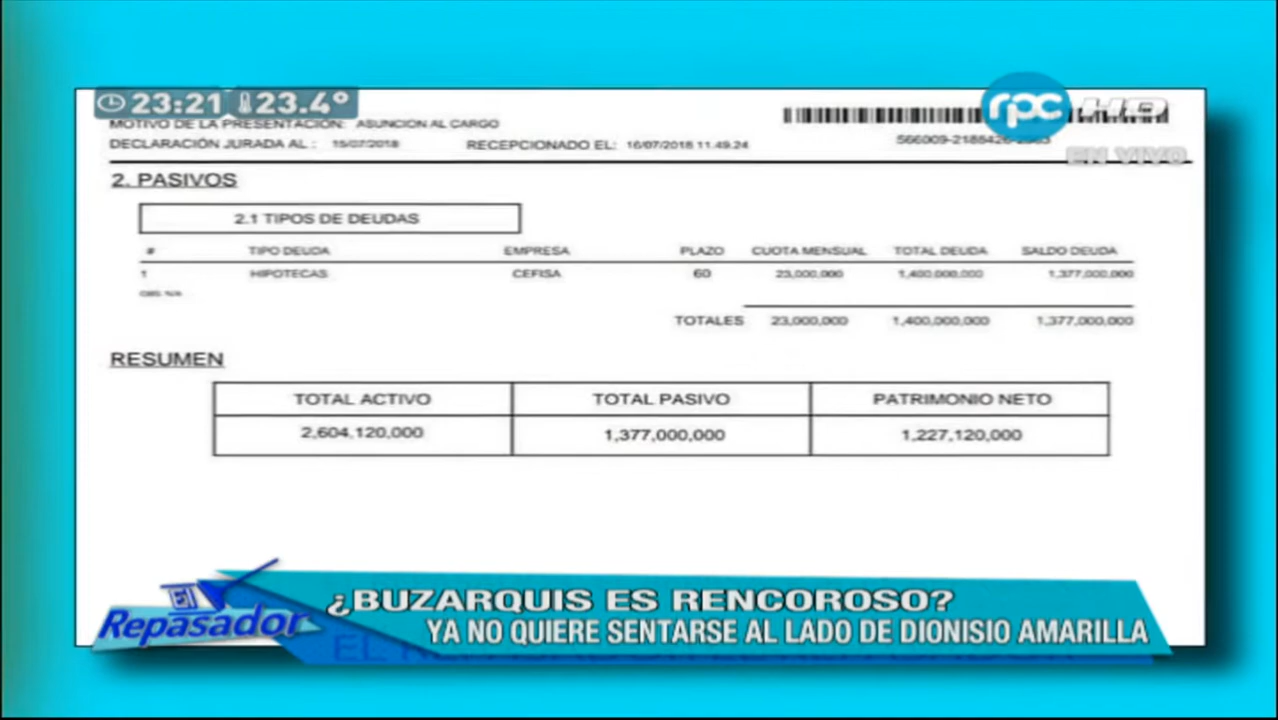 23:21 23.4°
rpc HD
EN VIVO
MOTIVO DE LA PRESENTACIÓN: ASUNCION AL CARGO
DECLARACIÓN JURADA AL : 15/07/2018 RECEPCIONADO EL: 16/07/2018 11.49.24
2. PASIVOS
2.1 TIPOS DE DEUDAS
# TIPO DEUDA EMPRESA PLAZO CUOTA MENSUAL TOTAL DEUDA SALDO DEUDA
1 HIPOTECAS CEFISA 60 23,000,000 1,400,000,000 1,377,000,000
OBS: N/A
TOTALES 23,000,000 1,400,000,000 1,377,000,000
RESUMEN
TOTAL ACTIVO TOTAL PASIVO PATRIMONIO NETO
2,604,120,000 1,377,000,000 1,227,120,000
El Repasador
¿BUZARQUIS ES RENCOROSO?
YA NO QUIERE SENTARSE AL LADO DE DIONISIO AMARILLA